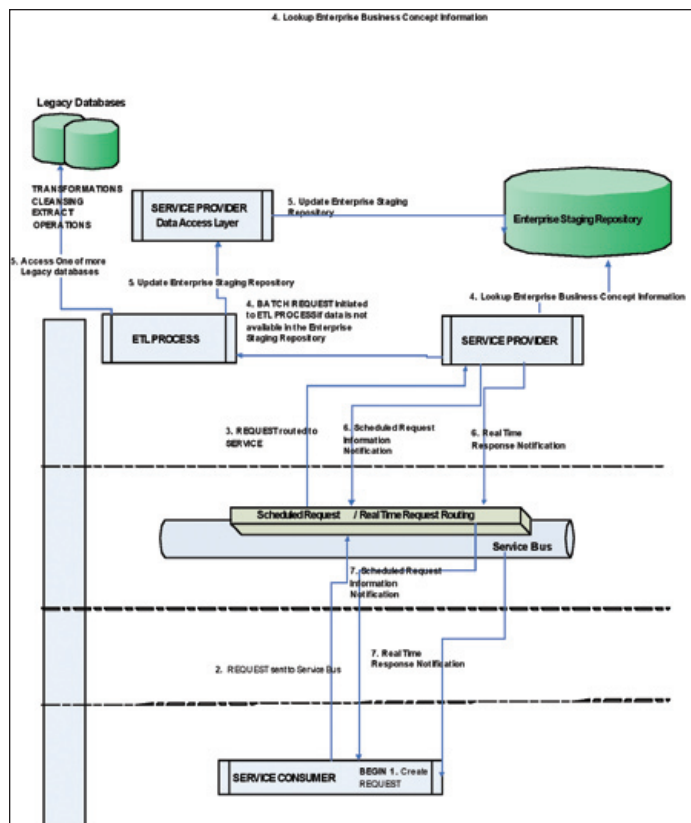 4. Lookup Enterprise Business Concept Information
Legacy Databases
TRANSFORMATIONS
CLEANSING
EXTRACT
OPERATIONS
SERVICE PROVIDER
Data Access Layer
5. Update Enterprise Staging
Repository
Enterprise Staging Repository
5. Access One of more
Legacy databases
5 Update Enterprise Staging Repository
4. BATCH REQUEST Initiated
to ETL PROCESS if data is not
available in the Enterprise
Staging Repository
4. Lookup Enterprise Business Concept Information
ETL PROCESS
SERVICE PROVIDER
3. REQUEST routed to
SERVICE
6. Scheduled Request
Information
Notification
6. Real Time
Response Notification
Scheduled Request / Real Time Request Routing
Service Bus
7. Scheduled Request
Information
Notification
7. Real Time
Response Notification
2. REQUEST sent to Service Bus
SERVICE CONSUMER
BEGIN 1. Create
REQUEST